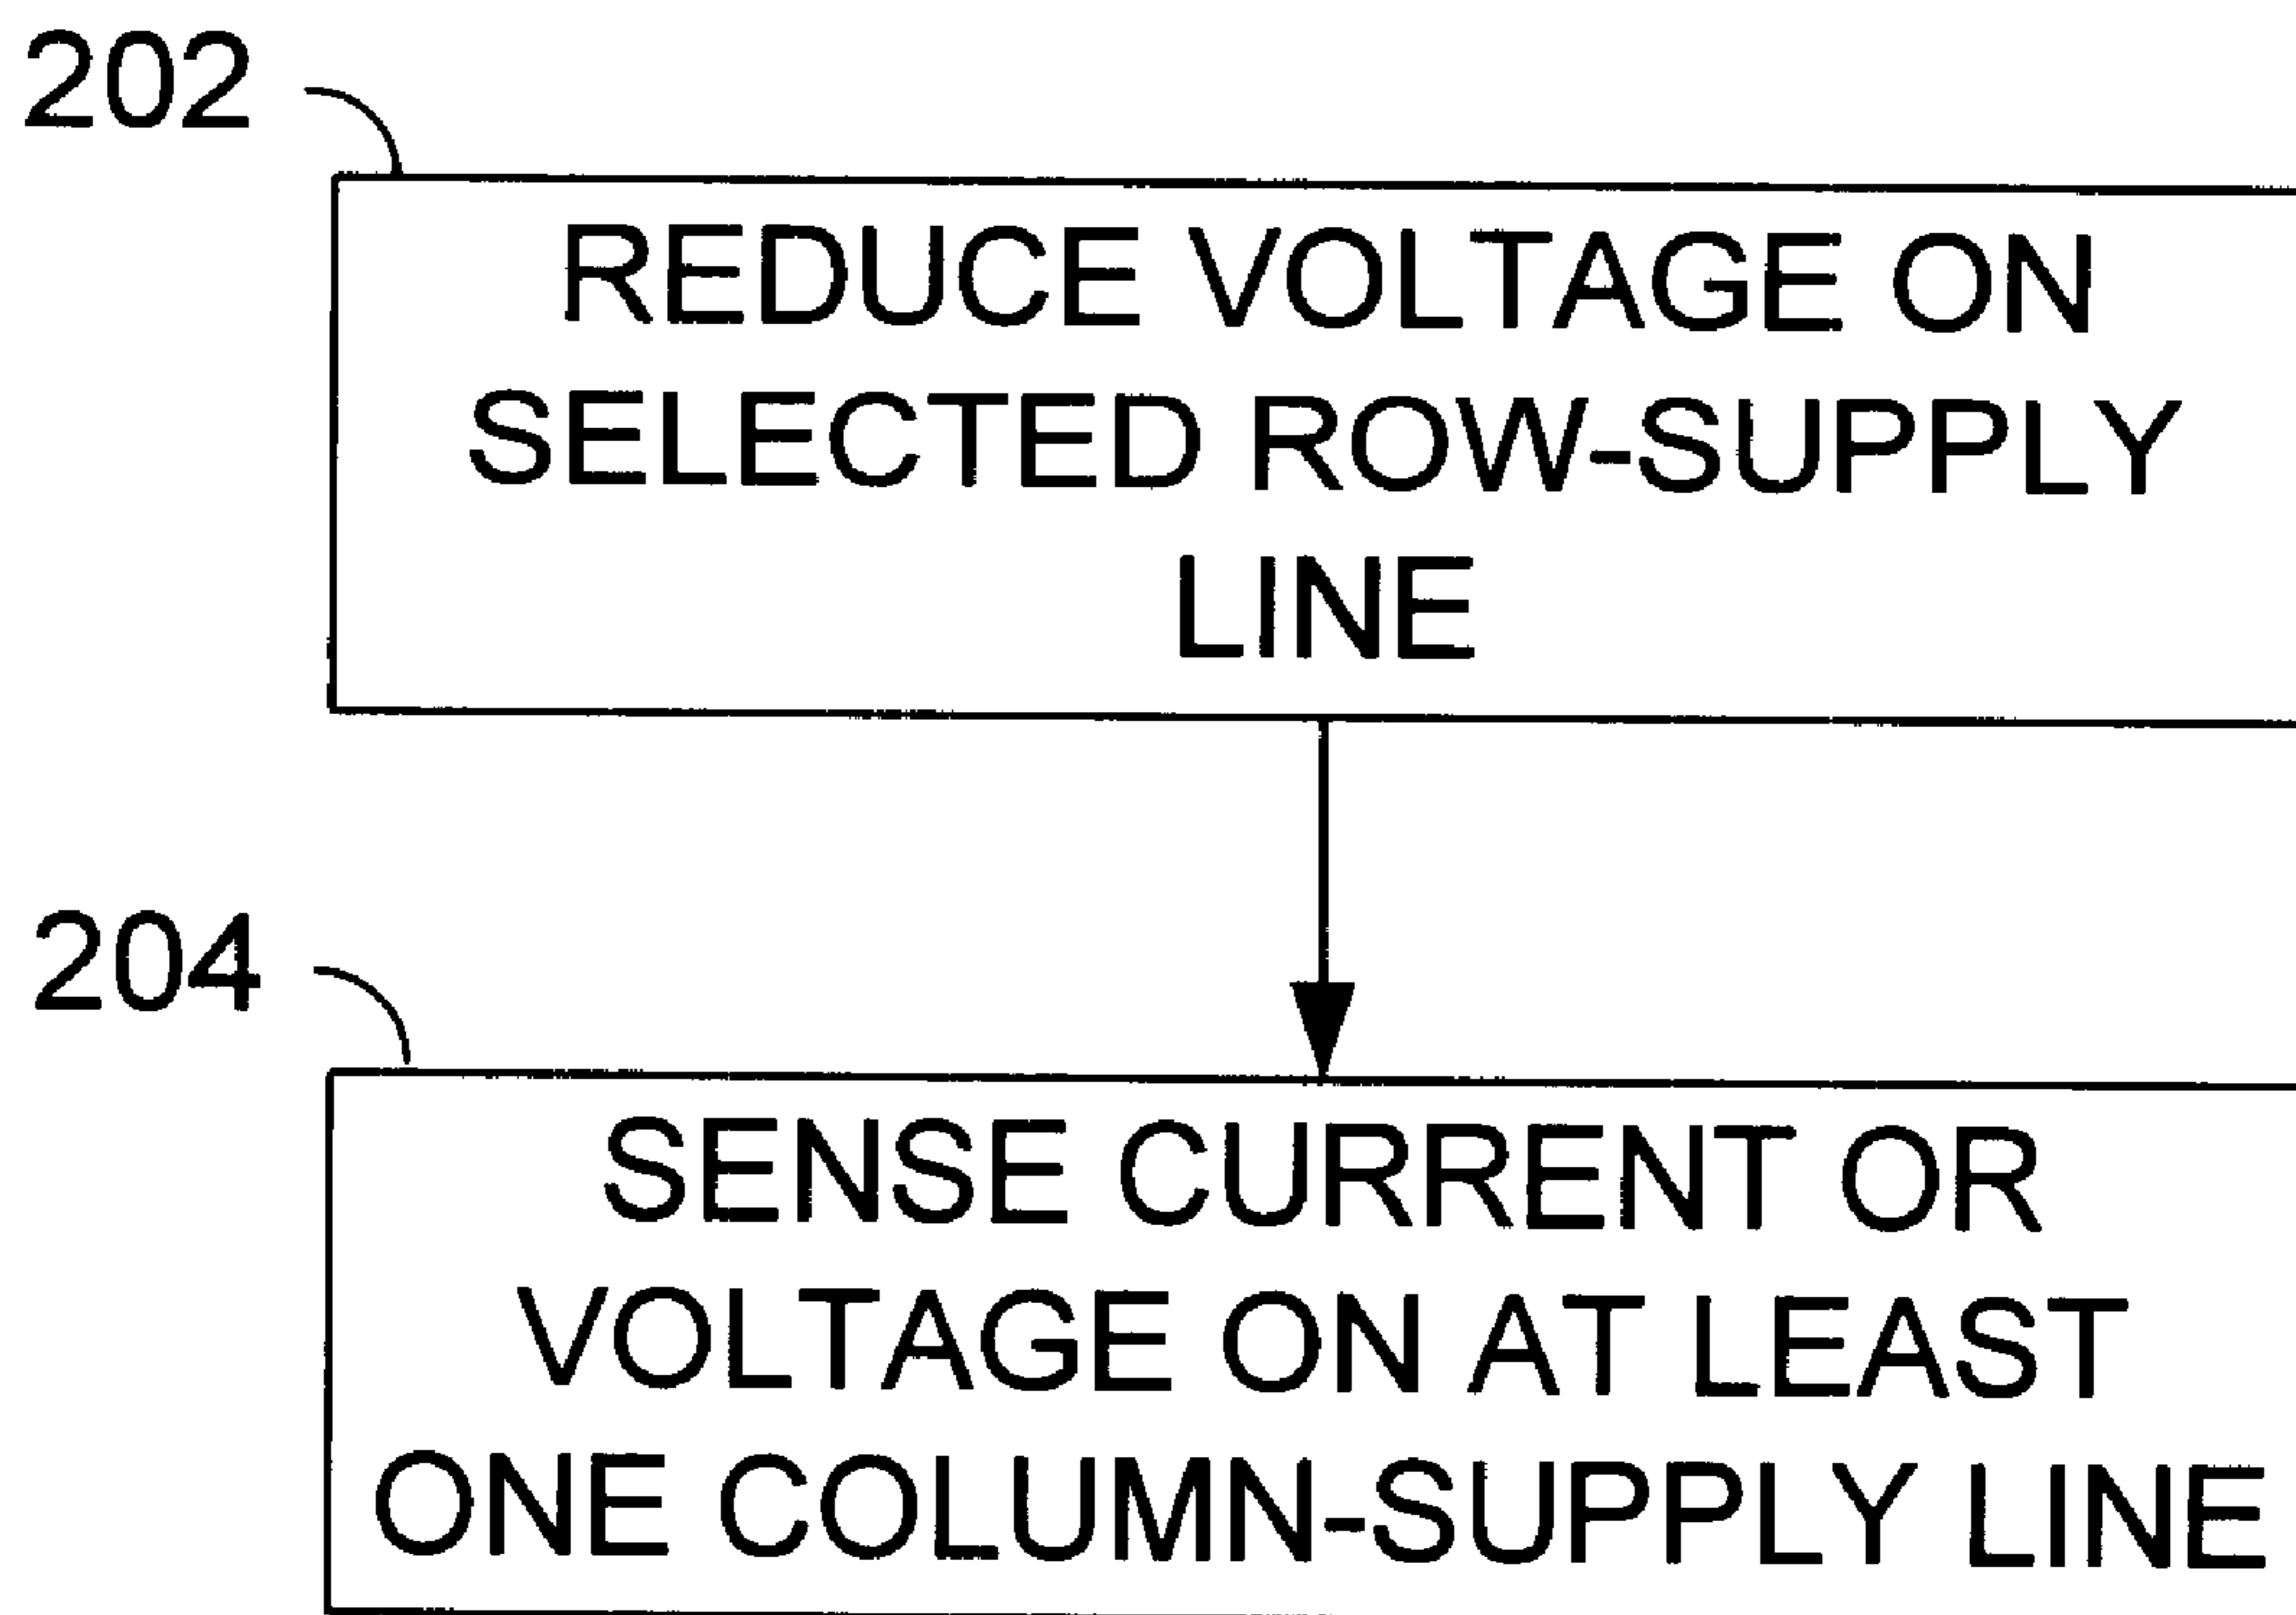 202
REDUCE VOLTAGE ON
SELECTED ROW-SUPPLY
LINE
204
SENSE CURRENT OR
VOLTAGE ON AT LEAST
ONE COLUMN-SUPPLY LINE